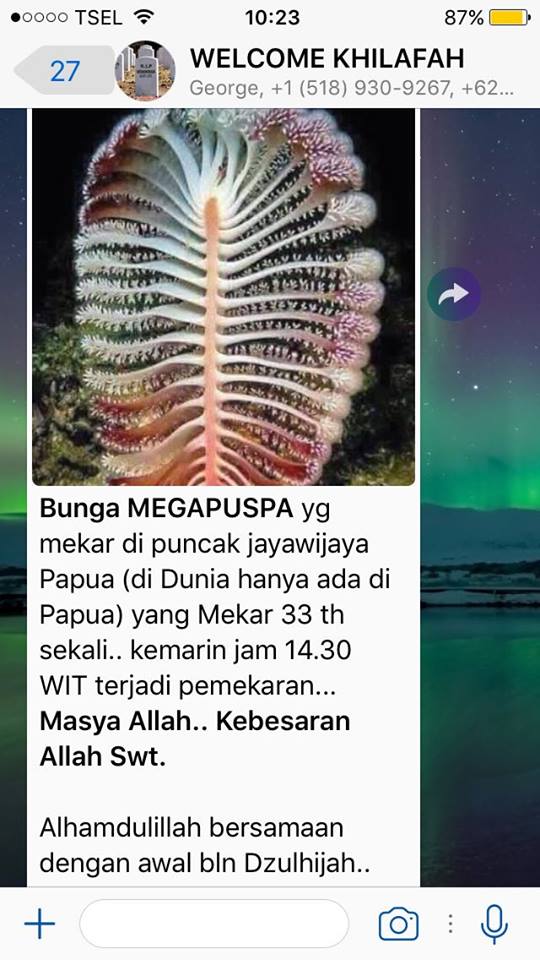 TSEL
10:23
87%
27
WELCOME KHILAFAH
George, +1 (518) 930-9267, +62...
Bunga MEGAPUSPA yg
mekar di puncak jayawijaya
Papua (di Dunia hanya ada di
Papua) yang Mekar 33 th
sekali.. kemarin jam 14.30
WIT terjadi pemekaran...
Masya Allah.. Kebesaran
Allah Swt.
Alhamdulillah bersamaan
dengan awal bln Dzulhijah..